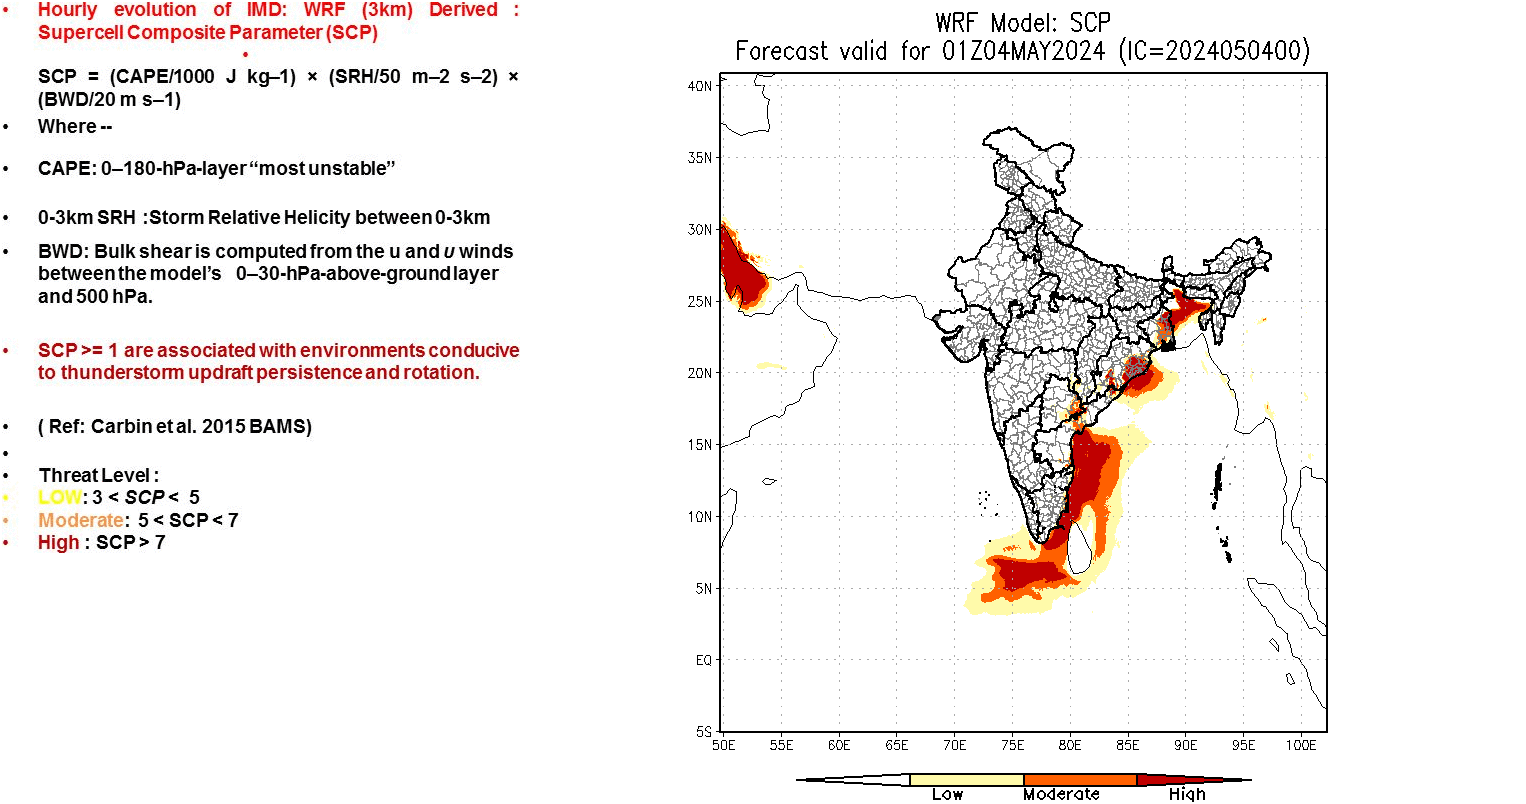 • Hourly evolution of IMD: WRF (3km) Derived :
Supercell Composite Parameter (SCP)
•
SCP = (CAPE/1000 J kg–1) × (SRH/50 m–2 s–2) ×
(BWD/20 m s–1)
• Where --
• CAPE: 0–180-hPa-layer “most unstable”
• 0-3km SRH :Storm Relative Helicity between 0-3km
• BWD: Bulk shear is computed from the u and υ winds
between the model’s 0–30-hPa-above-ground layer
and 500 hPa.
• SCP >= 1 are associated with environments conducive
to thunderstorm updraft persistence and rotation.
• ( Ref: Carbin et al. 2015 BAMS)
•
• Threat Level :
• LOW: 3 < SCP < 5
• Moderate: 5 < SCP < 7
• High : SCP > 7
WRF Model: SCP
Forecast valid for 01Z04MAY2024 (IC=2024050400)
40N
35N
30N
25N
20N
15N
10N
5N
EQ
5S
50E 55E 60E 65E 70E 75E 80E 85E 90E 95E 100E
Low Moderate High